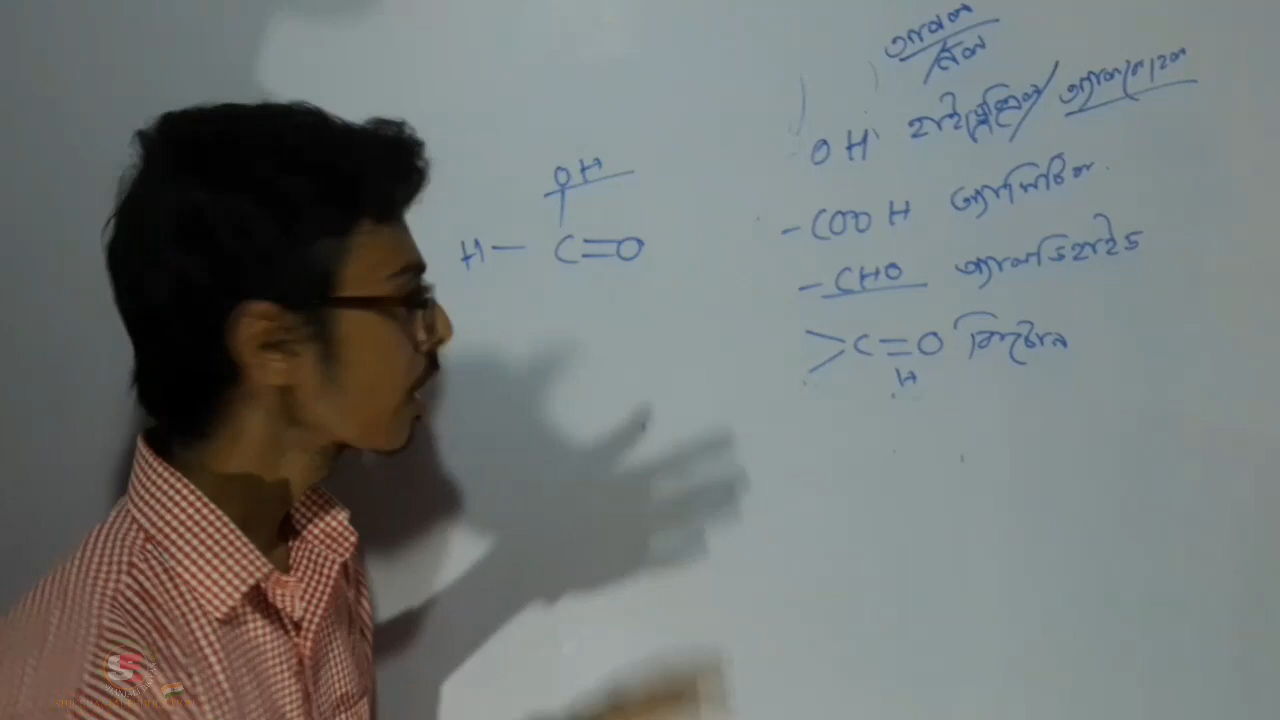 OH
H-C=O
OH হাইড্রক্সিল/অ্যালকোহল
-COOH অ্যাসিটিল
-CHO অ্যালডিহাইড
>C=O কিটোন
H